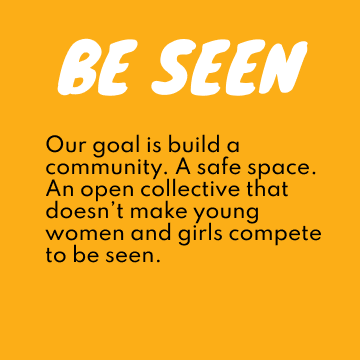 BE SEEN
Our goal is build a
community. A safe space.
An open collective that
doesn't make young
women and girls compete
to be seen.